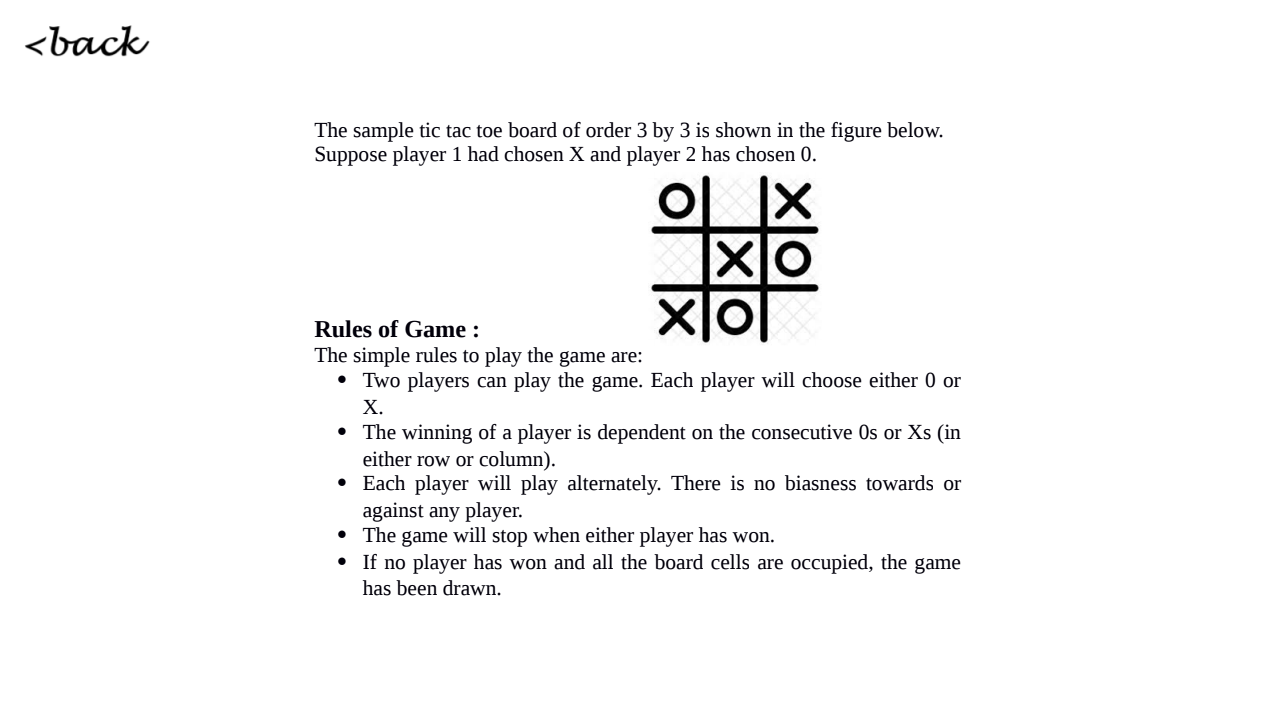 <back
The sample tic tac toe board of order 3 by 3 is shown in the figure below.
Suppose player 1 had chosen X and player 2 has chosen 0.
O X
X O
X O
Rules of Game :
The simple rules to play the game are:
• Two players can play the game. Each player will choose either 0 or
X.
• The winning of a player is dependent on the consecutive 0s or Xs (in
either row or column).
• Each player will play alternately. There is no biasness towards or
against any player.
• The game will stop when either player has won.
• If no player has won and all the board cells are occupied, the game
has been drawn.